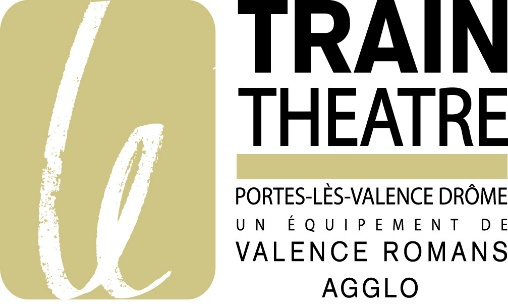 le
TRAIN
THEATRE
PORTES-LÈS-VALENCE DRÔME
UN ÉQUIPEMENT DE
VALENCE ROMANS
AGGLO